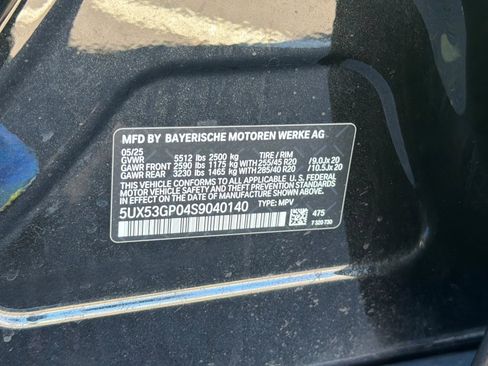 MFD BY BAYERISCHE MOTOREN WERKE AG
05/25
GVWR 5512 lbs 2500 kg TIRE / RIM
GAWR FRONT 2590 lbs 1175 kg WITH 255/45 R20 / 9.0Jx20
GAWR REAR 3230 lbs 1465 kg WITH 285/40 R20 / 10.5Jx20
THIS VEHICLE CONFORMS TO ALL APPLICABLE U.S. FEDERAL
MOTOR VEHICLE SAFETY AND THEFT PREVENTION STANDARDS
IN EFFECT ON THE DATE OF MANUFACTURE SHOWN ABOVE.
5UX53GP04S9040140 TYPE: MPV
475
7 320 730